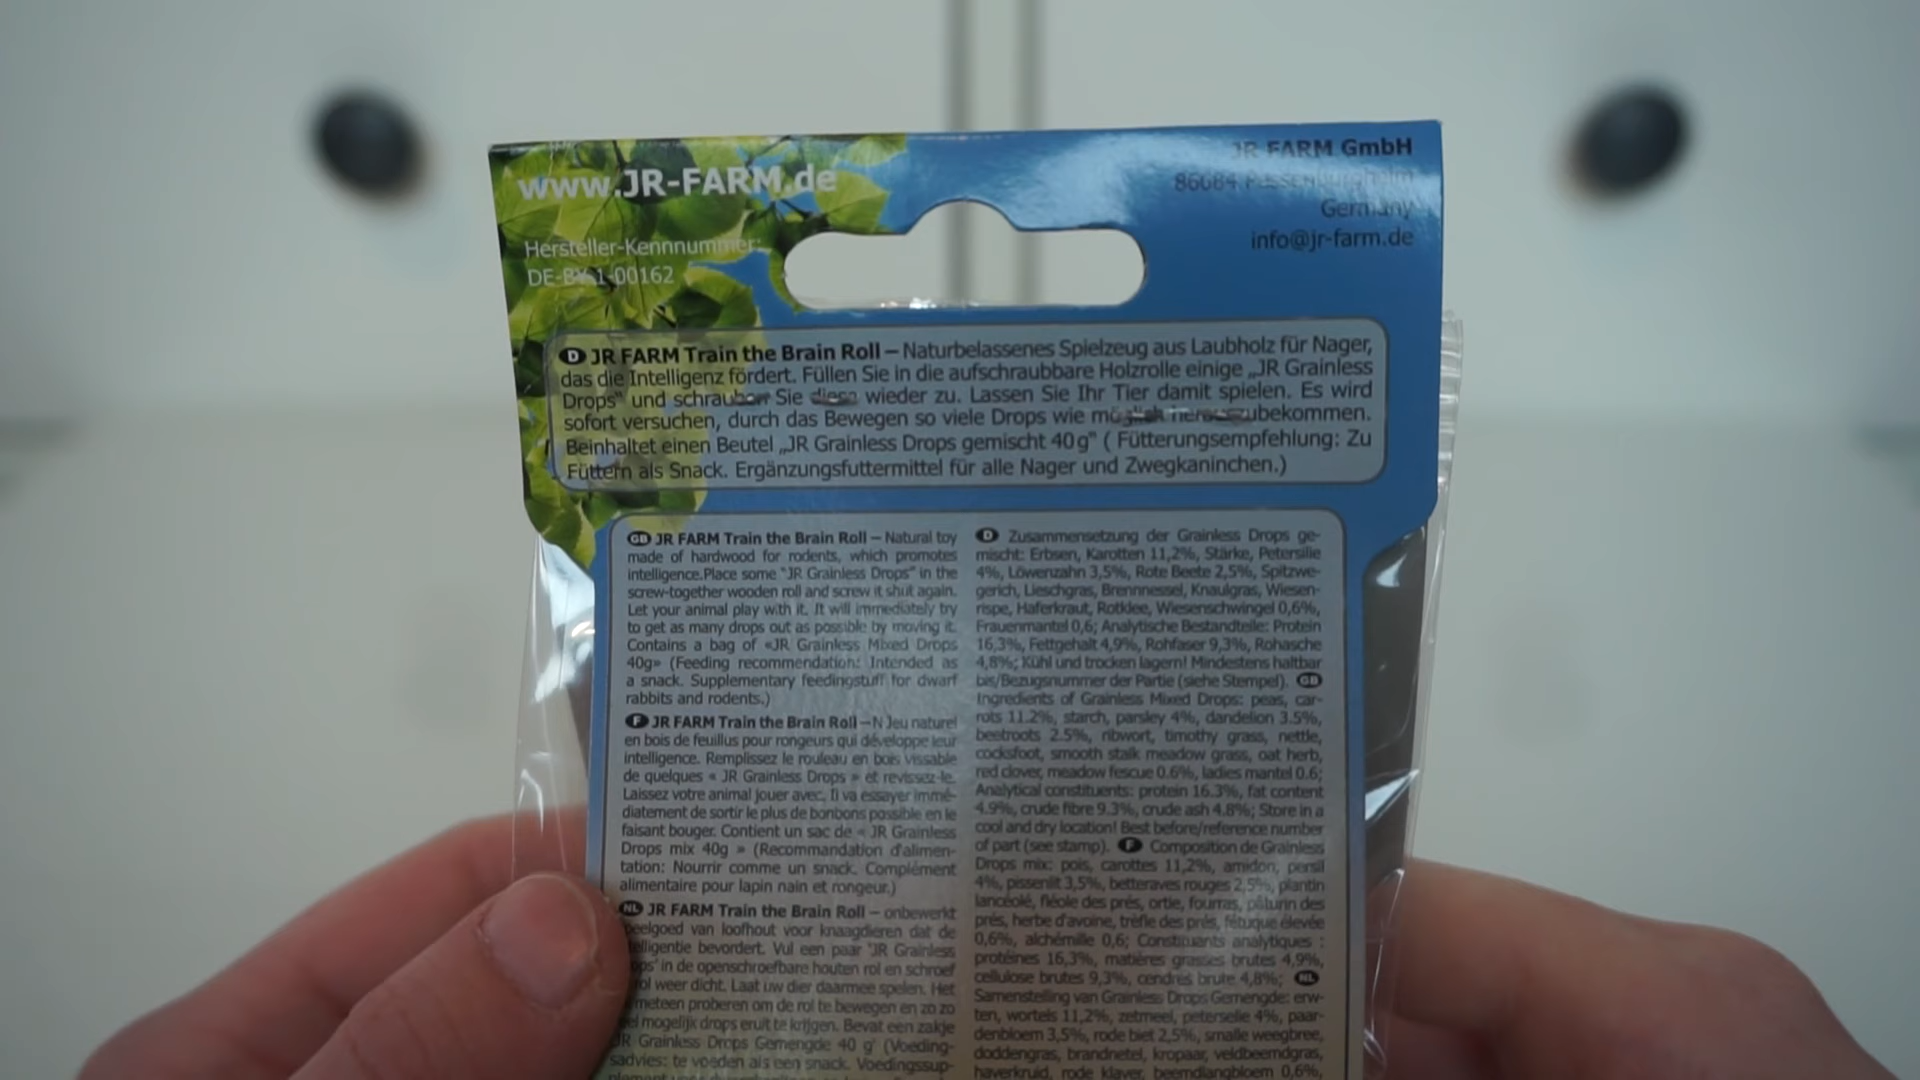 www.JR-FARM.de
Hersteller-Kennnummer:
DE-BY-1-00162
JR FARM GmbH
86684
Germany
info@jr-farm.de
D JR FARM Train the Brain Roll – Naturbelassenes Spielzeug aus Laubholz für Nager,
das die Intelligenz fördert. Füllen Sie in die aufschraubbare Holzrolle einige „JR Grainless
Drops" und schrauben Sie diese wieder zu. Lassen Sie Ihr Tier damit spielen. Es wird
sofort versuchen, durch das Bewegen so viele Drops wie möglich herauszubekommen.
Beinhaltet einen Beutel „JR Grainless Drops gemischt 40g" ( Fütterungsempfehlung: Zu
Füttern als Snack. Ergänzungsfuttermittel für alle Nager und Zwegkaninchen.)
GB JR FARM Train the Brain Roll – Natural toy
made of hardwood for rodents, which promotes
intelligence.Place some "JR Grainless Drops" in the
screw-together wooden roll and screw it shut again.
Let your animal play with it. It will immediately try
to get as many drops out as possible by moving it.
Contains a bag of «JR Grainless Mixed Drops
40g» (Feeding recommendation: Intended as
a snack. Supplementary feedingstuff for dwarf
rabbits and rodents.)
F JR FARM Train the Brain Roll – N Jeu naturel
en bois de feuillus pour rongeurs qui développe leur
intelligence. Remplissez le rouleau en bois vissable
de quelques « JR Grainless Drops » et revissez-le.
Laissez votre animal jouer avec. Il va essayer immé-
diatement de sortir le plus de bonbons possible en le
faisant bouger. Contient un sac de « JR Grainless
Drops mix 40g » (Recommandation d'alimen-
tation: Nourrir comme un snack. Complément
alimentaire pour lapin nain et rongeur.)
NL JR FARM Train the Brain Roll – onbewerkt
peelgoed van loofhout voor knaagdieren dat de
elligentie bevordert. Vul een paar "JR Grainless
ops' in de openschroefbare houten rol en schroef
rol weer dicht. Laat uw dier daarmee spelen. Het
meteen proberen om de rol te bewegen en zo zo
el mogelijk drops eruit te krijgen. Bevat een zakje
JR Grainless Drops Gemengde 40 g' (Voeding-
sadvies: te voeden als een snack. Voedingssup-
D Zusammensetzung der Grainless Drops ge-
mischt: Erbsen, Karotten 11,2%, Stärke, Petersilie
4%, Löwenzahn 3,5%, Rote Beete 2,5%, Spitzwe-
gerich, Lieschgras, Brennnessel, Knaulgras, Wiesen-
rispe, Haferkraut, Rotklee, Wiesenschwingel 0,6%,
Frauenmantel 0,6; Analytische Bestandteile: Protein
16,3%, Fettgehalt 4,9%, Rohfaser 9,3%, Rohasche
4,8%; Kühl und trocken lagern! Mindestens haltbar
bis/Bezugsnummer der Partie (siehe Stempel). GB
Ingredients of Grainless Mixed Drops: peas, car-
rots 11.2%, starch, parsley 4%, dandelion 3.5%,
beetroots 2.5%, ribwort, timothy grass, nettle,
cocksfoot, smooth stalk meadow grass, oat herb,
red clover, meadow fescue 0.6%, ladies mantel 0.6;
Analytical constituents: protein 16.3%, fat content
4.9%, crude fibre 9.3%, crude ash 4.8%; Store in a
cool and dry location! Best before/reference number
of part (see stamp). F Composition de Grainless
Drops mix: pois, carottes 11,2%, amidon, persil
4%, pissenlit 3,5%, betteraves rouges 2,5%, plantin
lancéolé, fléole des prés, ortie, fourras, pâturin des
prés, herbe d'avoine, trèfle des prés, fétuque élevée
0,6%, alchémille 0,6; Constituants analytiques :
protéines 16,3%, matières grasses brutes 4,9%,
cellulose brutes 9,3%, cendres brute 4,8%; NL
Samenstelling van Grainless Drops Gemengde: erw-
ten, wortels 11,2%, zetmeel, peterselie 4%, paar-
denbloem 3,5%, rode biet 2,5%, smalle weegbree,
doddengras, brandnetel, kropaar, veldbeemdgras,
haverkruid, rode klaver, beemdlangbloem 0,6%,